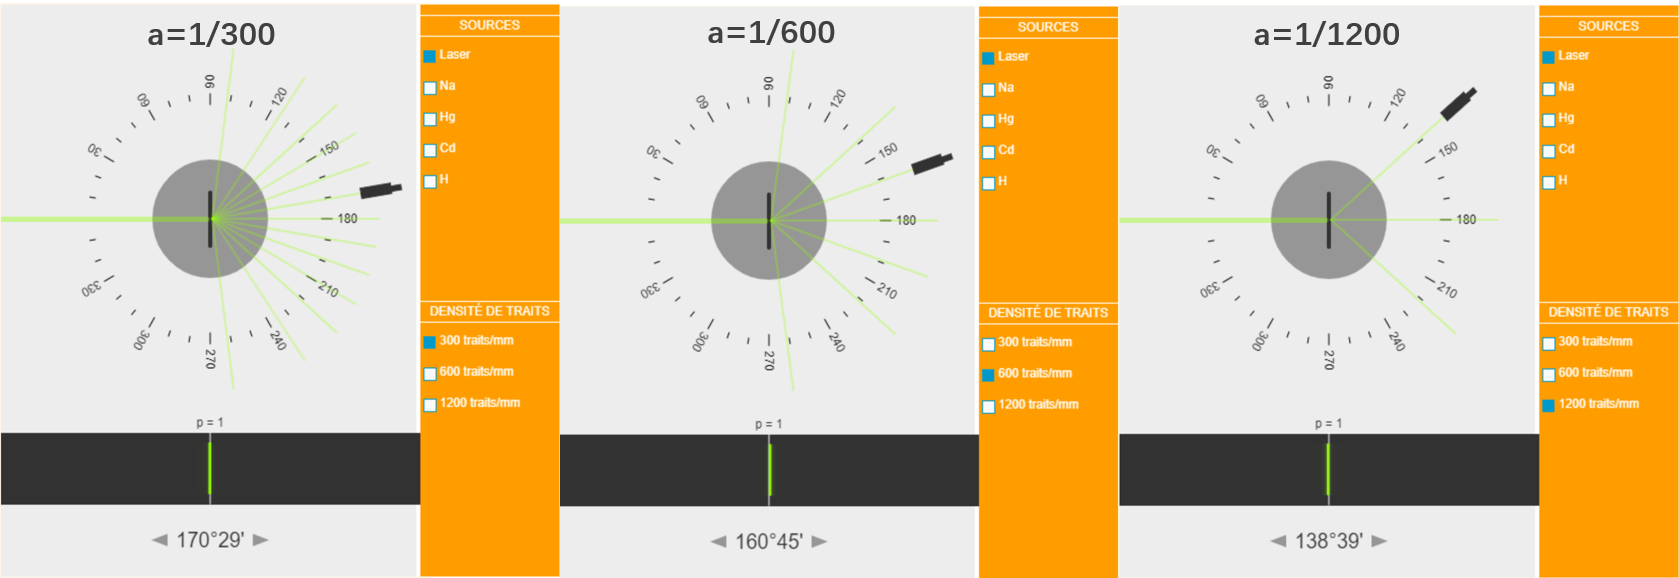 a=1/300
90
60
120
30
150
180
330
210
300
240
270
p = 1
170°29'
SOURCES
Laser
Na
Hg
Cd
H
DENSITÉ DE TRAITS
300 traits/mm
600 traits/mm
1200 traits/mm
a=1/600
90
60
120
30
150
180
330
210
300
240
270
p = 1
160°45'
SOURCES
Laser
Na
Hg
Cd
H
DENSITÉ DE TRAITS
300 traits/mm
600 traits/mm
1200 traits/mm
a=1/1200
90
60
120
30
150
180
330
210
300
240
270
p = 1
138°39'
SOURCES
Laser
Na
Hg
Cd
H
DENSITÉ DE TRAITS
300 traits/mm
600 traits/mm
1200 traits/mm